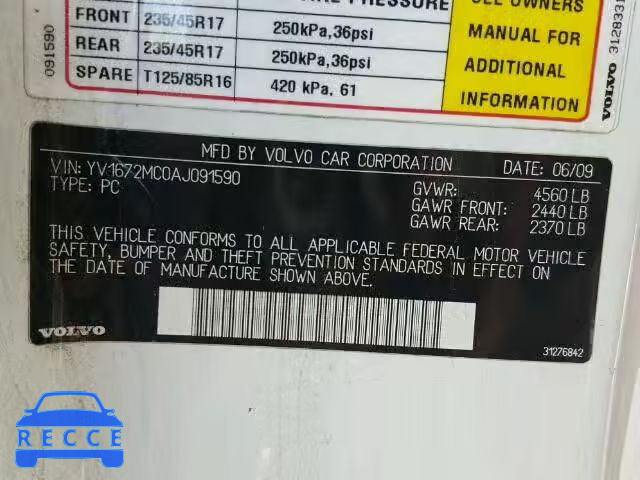 PRESSURE
FRONT 235/45R17 250kPa,36psi
REAR 235/45R17 250kPa,36psi
SPARE T125/85R16 420 kPa, 61
OWNERS
MANUAL FOR
ADDITIONAL
INFORMATION
091590
VOLVO
MFD BY VOLVO CAR CORPORATION DATE: 06/09
VIN: YV1672MC0AJ091590
TYPE: PC
GVWR: 4560 LB
GAWR FRONT: 2440 LB
GAWR REAR: 2370 LB
THIS VEHICLE CONFORMS TO ALL APPLICABLE FEDERAL MOTOR VEHICLE
SAFETY, BUMPER AND THEFT PREVENTION STANDARDS IN EFFECT ON
THE DATE OF MANUFACTURE SHOWN ABOVE.
VOLVO
31276842
RECCE